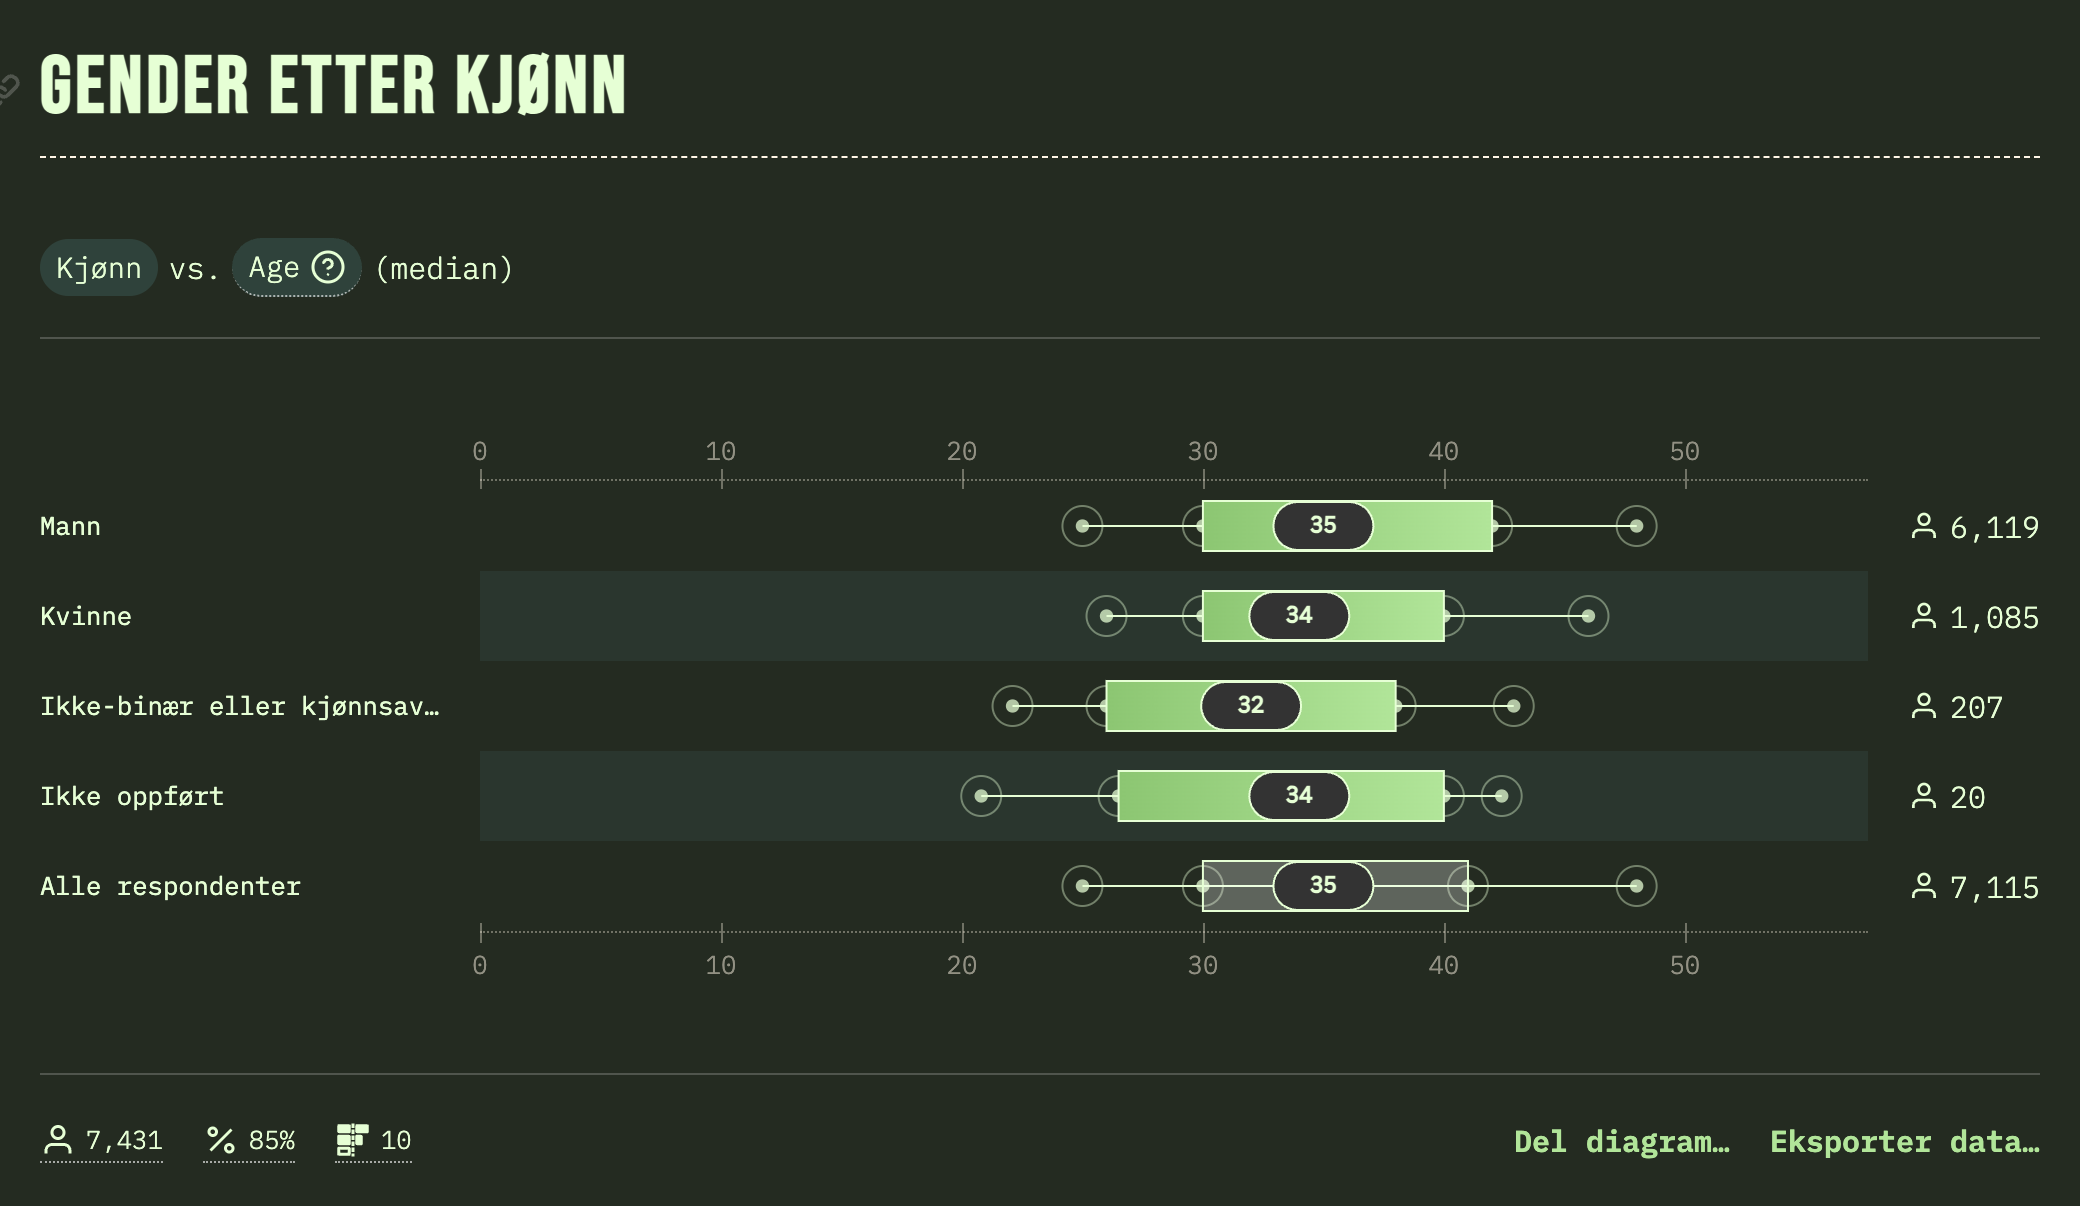 GENDER ETTER KJØNN
Kjønn vs. Age ? (median)
0 10 20 30 40 50
Mann 35 6,119
Kvinne 34 1,085
Ikke-binær eller kjønnsav… 32 207
Ikke oppført 34 20
Alle respondenter 35 7,115
0 10 20 30 40 50
7,431 % 85% 10 Del diagram… Eksporter data…